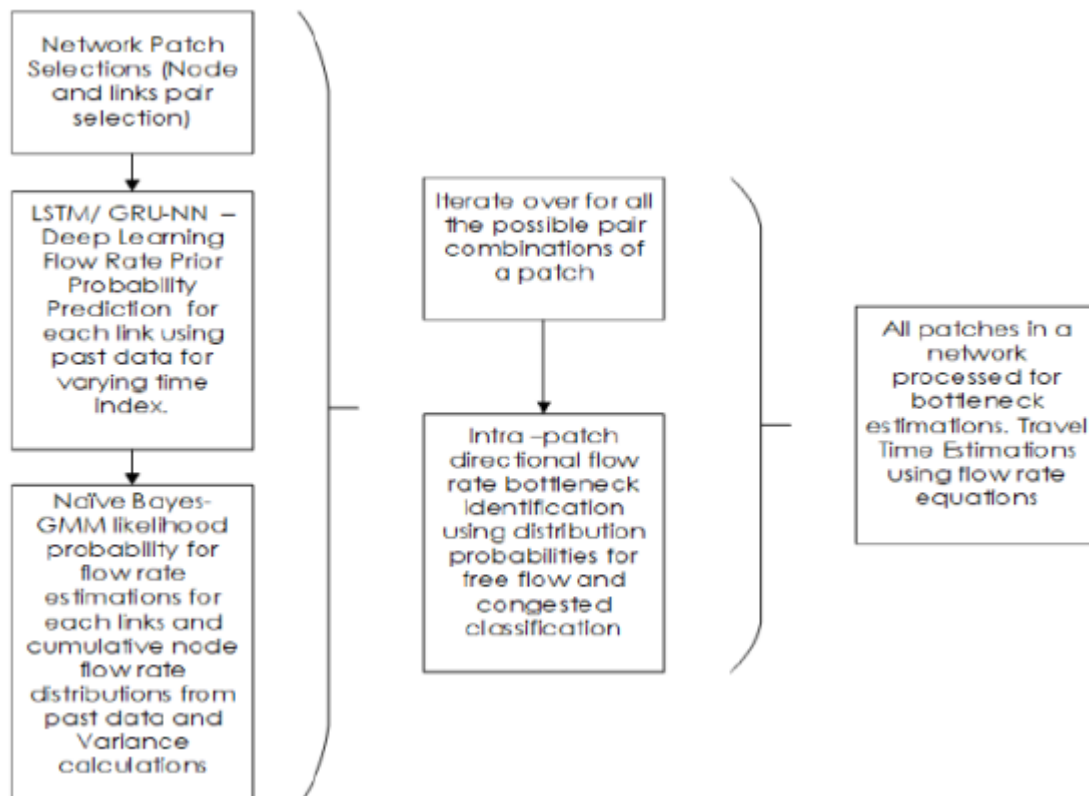 Network Patch
Selections (Node
and links pair
selection)
LSTM/ GRU-NN –
Deep Learning
Flow Rate Prior
Probability
Prediction for
each link using
past data for
varying time
Index.
Naïve Bayes-
GMM likelihood
probability for
flow rate
estimations for
each links and
cumulative node
flow rate
distributions from
past data and
Variance
calculations
Iterate over for all
the possible pair
combinations of
a patch
Intra –patch
directional flow
rate bottleneck
identification
using distribution
probabilities for
free flow and
congested
classification
All patches in a
network
processed for
bottleneck
estimations. Travel
Time Estimations
using flow rate
equations